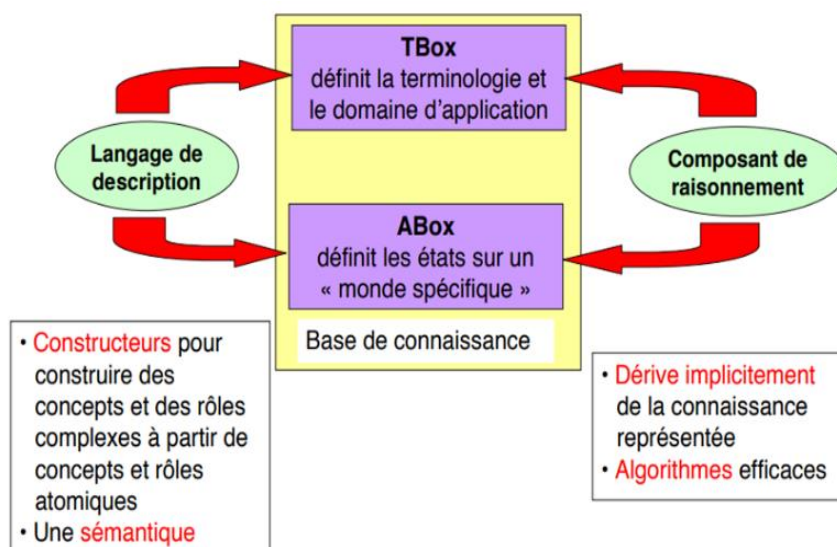 TBox
définit la terminologie et
le domaine d'application
Langage de
description
Composant de
raisonnement
ABox
définit les états sur un
« monde spécifique »
Base de connaissance
• Constructeurs pour
construire des
concepts et des rôles
complexes à partir de
concepts et rôles
atomiques
• Une sémantique
• Dérive implicitement
de la connaissance
représentée
• Algorithmes efficaces